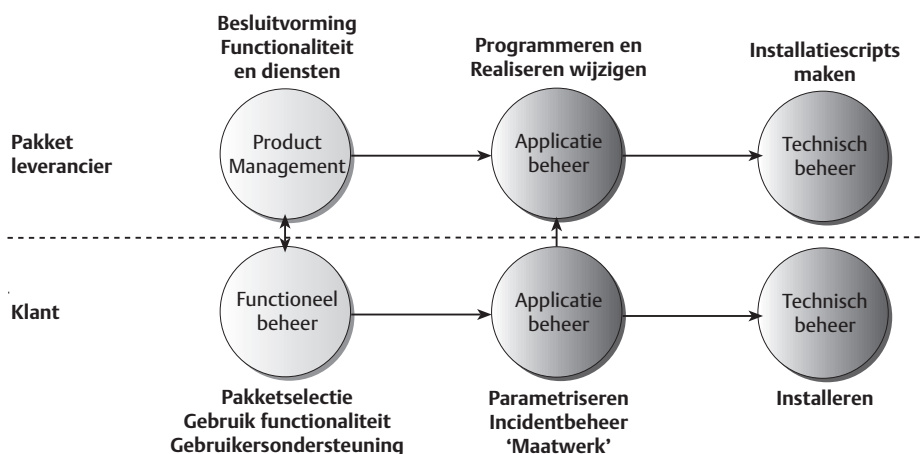 Besluitvorming
Functionaliteit
en diensten
Programmeren en
Realiseren wijzigen
Installatiescripts
maken
Pakket
leverancier
Product
Management
Applicatie
beheer
Technisch
beheer
Klant
Functioneel
beheer
Applicatie
beheer
Technisch
beheer
Pakketselectie
Gebruik functionaliteit
Gebruikersondersteuning
Parametriseren
Incidentbeheer
‘Maatwerk’
Installeren